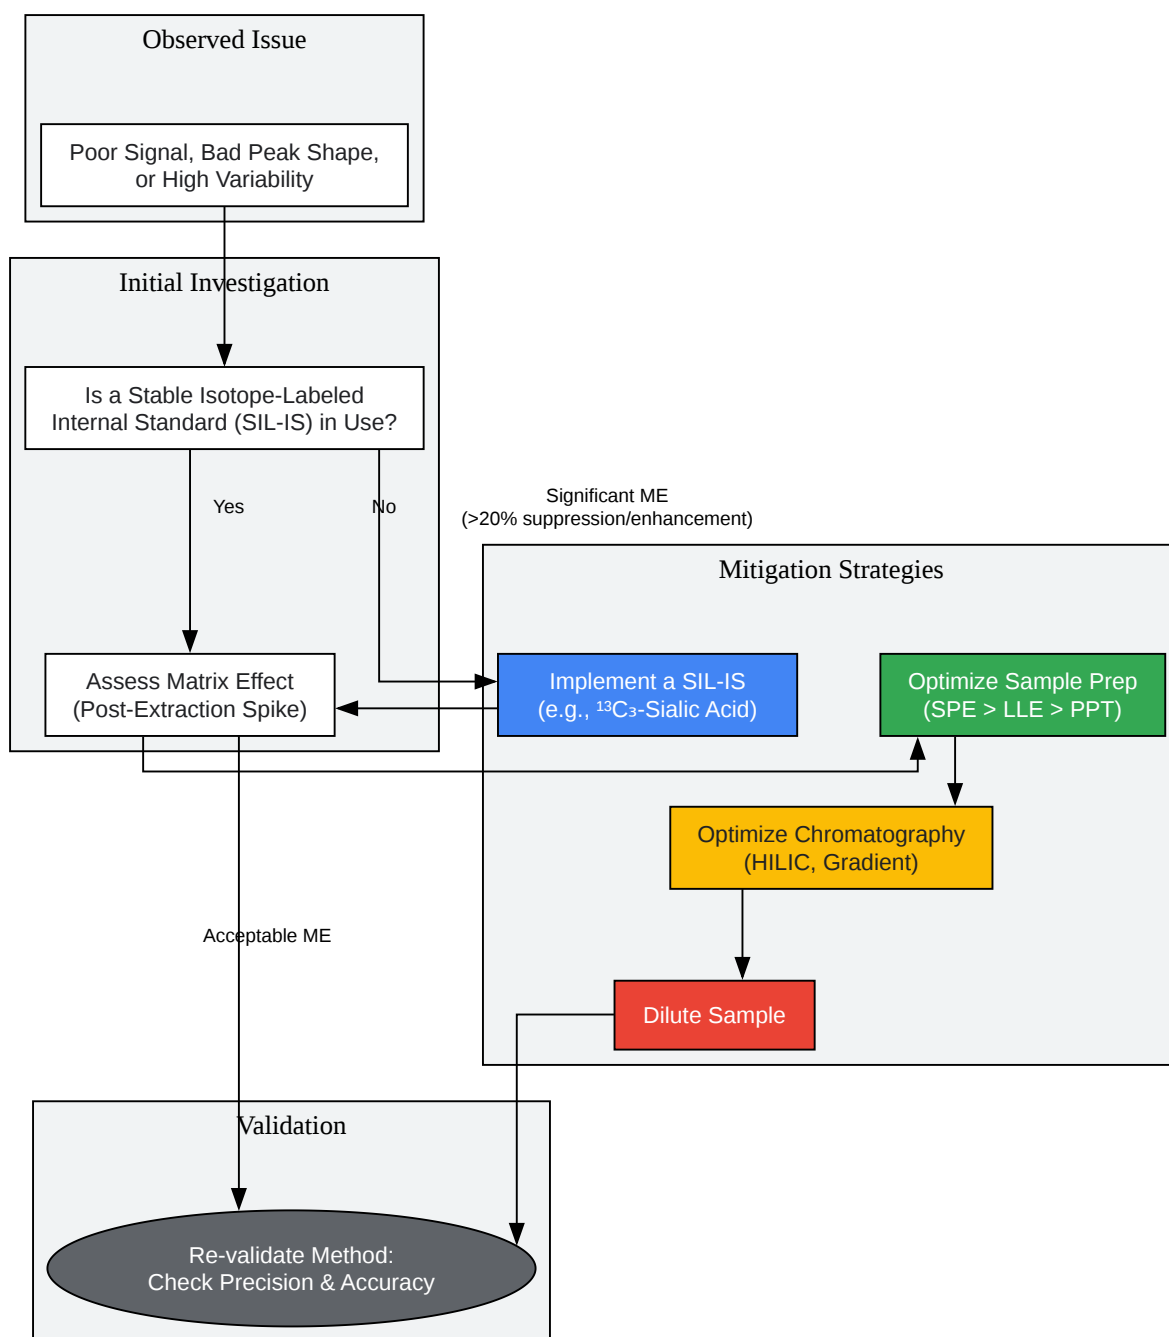 Observed Issue
Poor Signal, Bad Peak Shape,
or High Variability
Initial Investigation
Is a Stable Isotope-Labeled
Internal Standard (SIL-IS) in Use?
Yes
No
Significant ME
(>20% suppression/enhancement)
Mitigation Strategies
Assess Matrix Effect
(Post-Extraction Spike)
Implement a SIL-IS
(e.g., ¹³C₃-Sialic Acid)
Optimize Sample Prep
(SPE > LLE > PPT)
Optimize Chromatography
(HILIC, Gradient)
Acceptable ME
Dilute Sample
Validation
Re-validate Method:
Check Precision & Accuracy